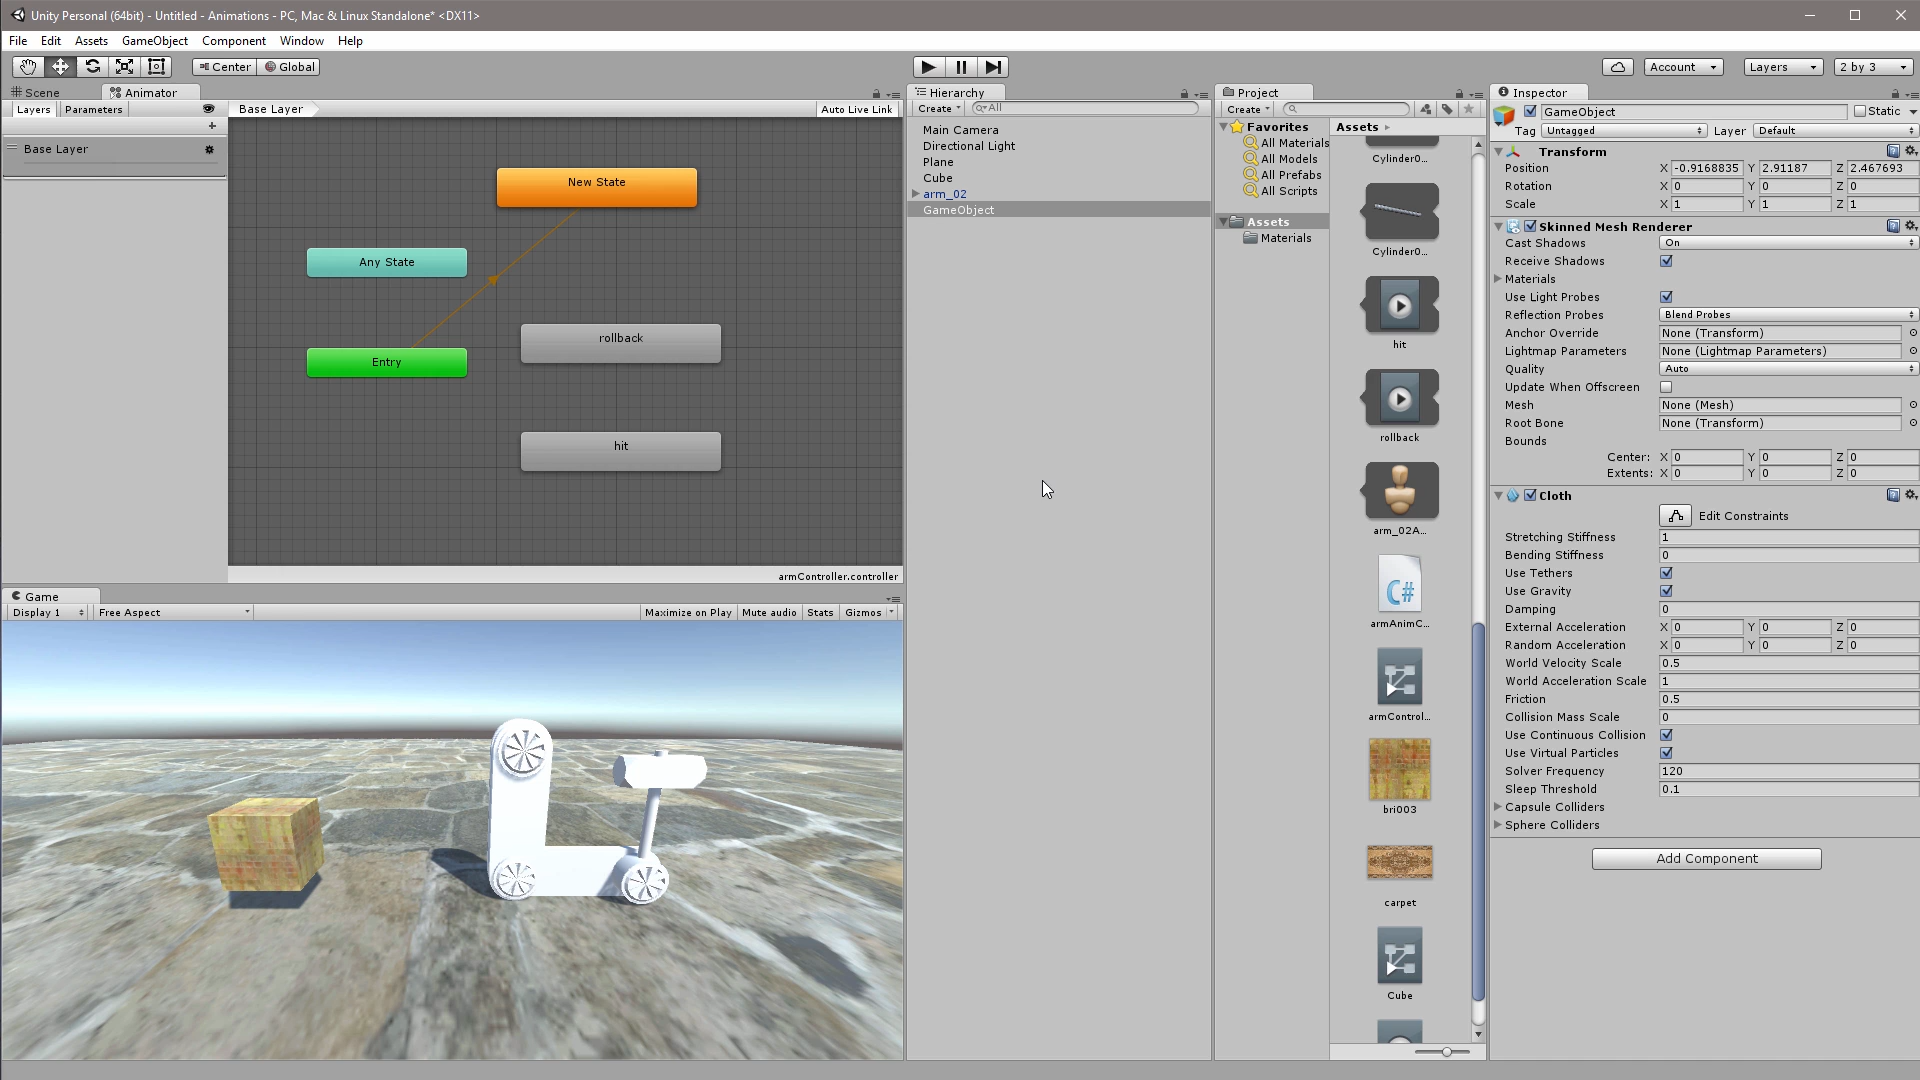 Unity Personal (64bit) - Untitled - Animations - PC, Mac & Linux Standalone* <DX11>
File Edit Assets GameObject Component Window Help
Center Global Account Layers 2 by 3
Scene Animator
Layers Parameters Base Layer Auto Live Link
Base Layer
New State
Any State
rollback
Entry
hit
armController.controller
Game
Display 1 Free Aspect Maximize on Play Mute audio Stats Gizmos
Hierarchy
Create All
Main Camera
Directional Light
Plane
Cube
arm_02
GameObject
Project
Create
Favorites
All Materials
All Models
All Prefabs
All Scripts
Assets
Materials
Assets
Cylinder0...
Cylinder0...
hit
rollback
arm_02A...
C#
armAnimC...
armControl...
bri003
carpet
Cube
Inspector
GameObject Static
Tag Untagged Layer Default
Transform
Position X -0.9168835 Y 2.91187 Z 2.467693
Rotation X 0 Y 0 Z 0
Scale X 1 Y 1 Z 1
Skinned Mesh Renderer
Cast Shadows On
Receive Shadows
Materials
Use Light Probes
Reflection Probes Blend Probes
Anchor Override None (Transform)
Lightmap Parameters None (Lightmap Parameters)
Quality Auto
Update When Offscreen
Mesh None (Mesh)
Root Bone None (Transform)
Bounds
Center: X 0 Y 0 Z 0
Extents: X 0 Y 0 Z 0
Cloth
Edit Constraints
Stretching Stiffness 1
Bending Stiffness 0
Use Tethers
Use Gravity
Damping 0
External Acceleration X 0 Y 0 Z 0
Random Acceleration X 0 Y 0 Z 0
World Velocity Scale 0.5
World Acceleration Scale 1
Friction 0.5
Collision Mass Scale 0
Use Continuous Collision
Use Virtual Particles
Solver Frequency 120
Sleep Threshold 0.1
Capsule Colliders
Sphere Colliders
Add Component